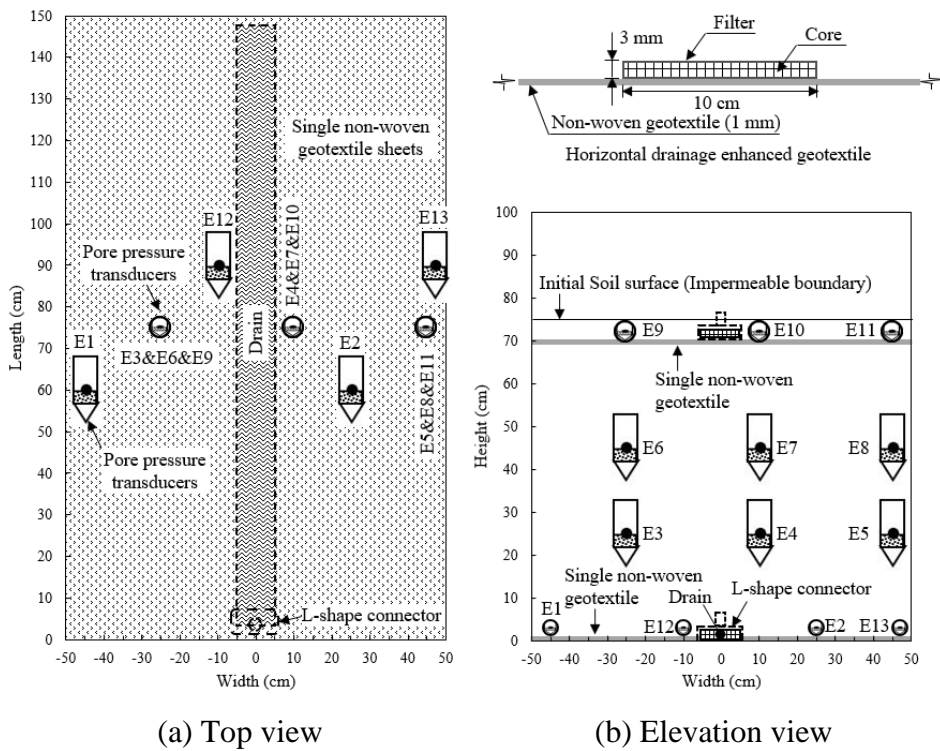 150
140
130
120
110
100
90
80
70
60
50
40
30
20
10
0
Length (cm)
-50 -40 -30 -20 -10 0 10 20 30 40 50
Width (cm)
Single non-woven
geotextile sheets
E12
E13
Pore pressure
transducers
E4&E7&E10
E1
E3&E6&E9
Drain
E2
E5&E8&E11
Pore pressure
transducers
L-shape connector
(a) Top view
Filter
3 mm
Core
10 cm
Non-woven geotextile (1 mm)
Horizontal drainage enhanced geotextile
100
90
80
70
60
50
40
30
20
10
0
Height (cm)
Initial Soil surface (Impermeable boundary)
E9
E10
E11
Single non-woven
geotextile
E6
E7
E8
E3
E4
E5
Single non-woven
geotextile
Drain
L-shape connector
E1
E12
E2
E13
-50 -40 -30 -20 -10 0 10 20 30 40 50
Width (cm)
(b) Elevation view